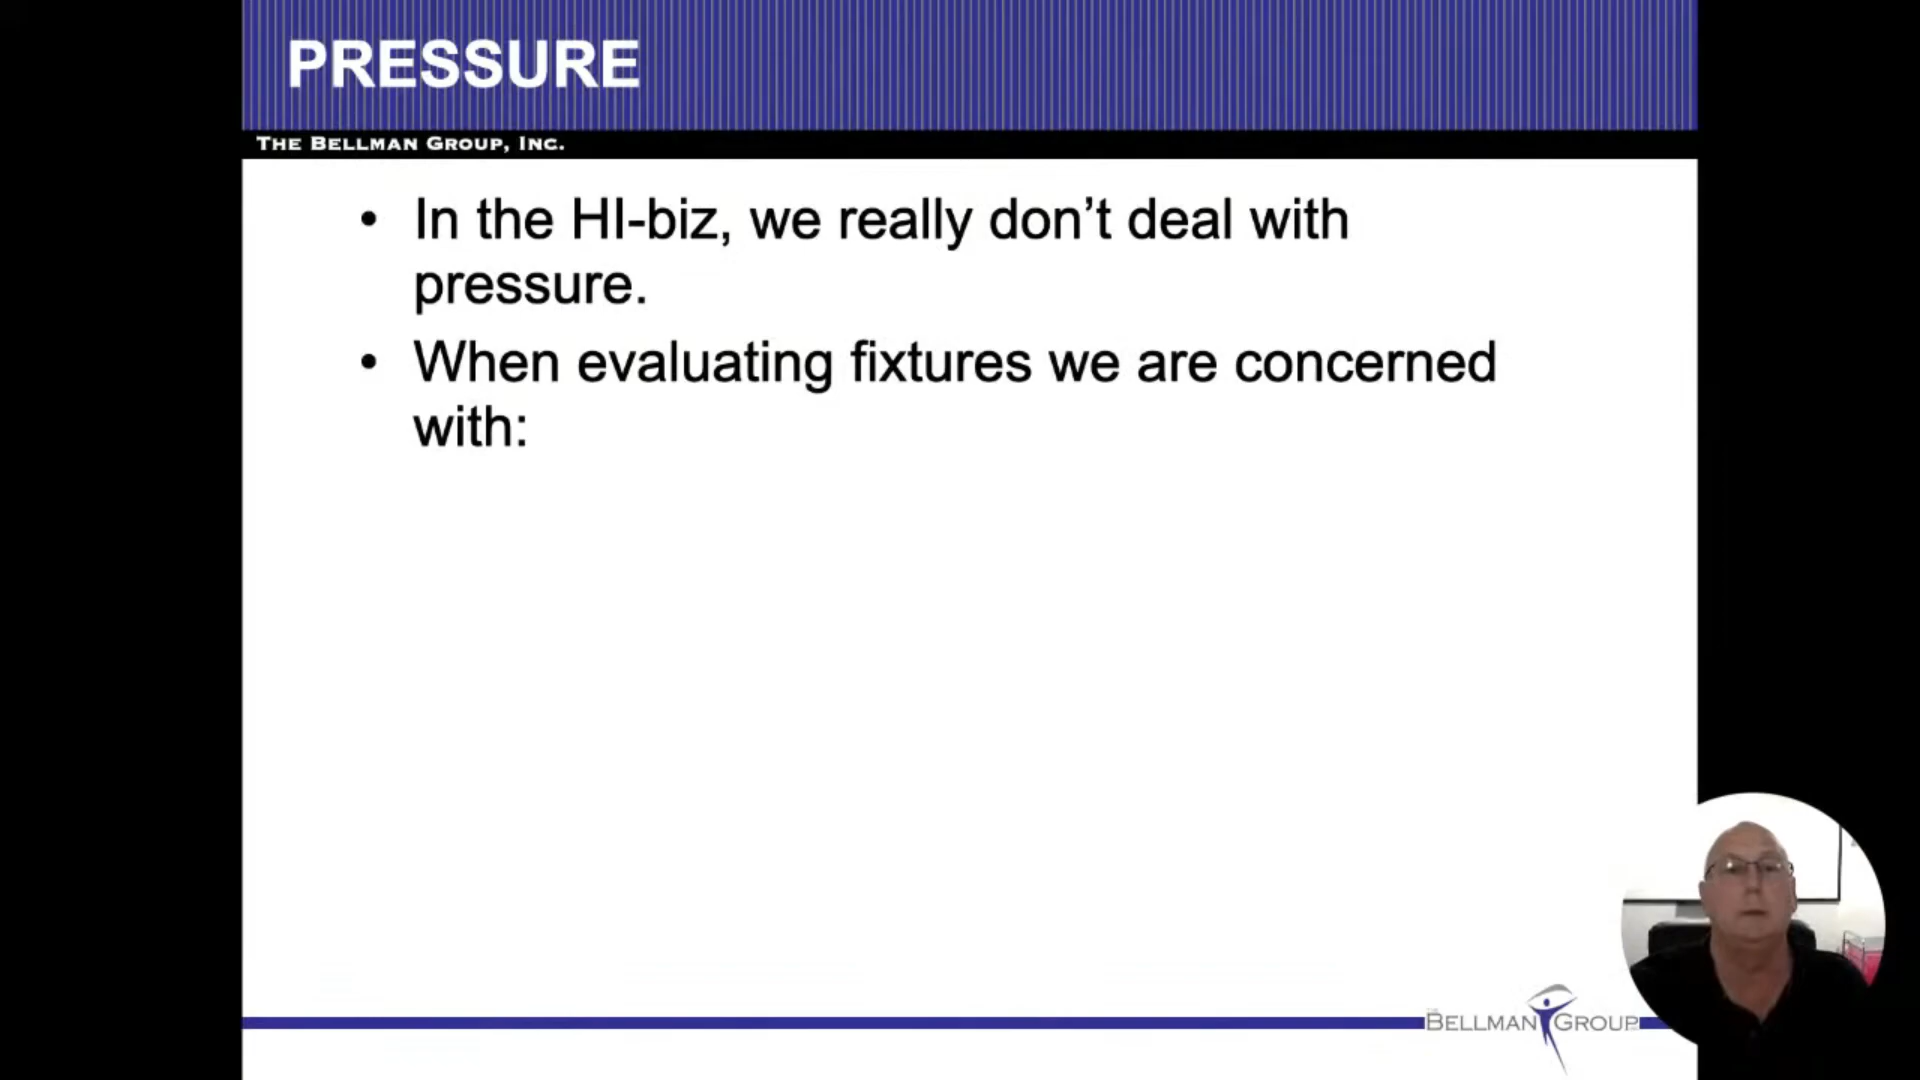 PRESSURE
THE BELLMAN GROUP, INC.
• In the HI-biz, we really don’t deal with
pressure.
• When evaluating fixtures we are concerned
with:
THE
BELLMAN GROUP